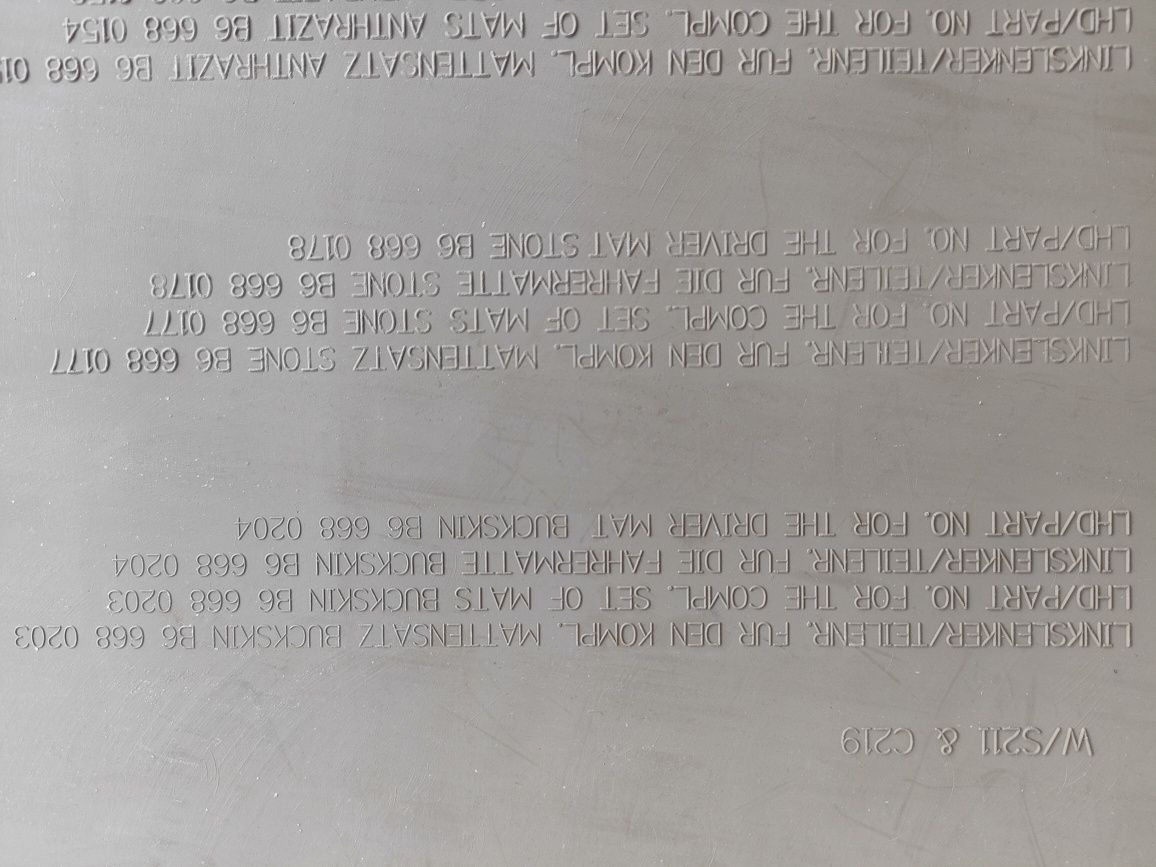 W/S211 & C219
LINKSLENKER/TEILENR. FUR DEN KOMPL. MATTENSATZ BUCKSKIN B6 668 0203
LHD/PART NO. FOR THE COMPL. SET OF MATS BUCKSKIN B6 668 0203
LINKSLENKER/TEILENR. FUR DIE FAHRERMATTE BUCKSKIN B6 668 0204
LHD/PART NO. FOR THE DRIVER MAT BUCKSKIN B6 668 0204
LINKSLENKER/TEILENR. FUR DEN KOMPL. MATTENSATZ STONE B6 668 0177
LHD/PART NO. FOR THE COMPL. SET OF MATS STONE B6 668 0177
LINKSLENKER/TEILENR. FUR DIE FAHRERMATTE STONE B6 668 0178
LHD/PART NO. FOR THE DRIVER MAT STONE B6 668 0178
LINKSLENKER/TEILENR. FUR DEN KOMPL. MATTENSATZ ANTHRAZIT B6 668
LHD/PART NO. FOR THE COMPL. SET OF MATS ANTHRAZIT B6 668 0154